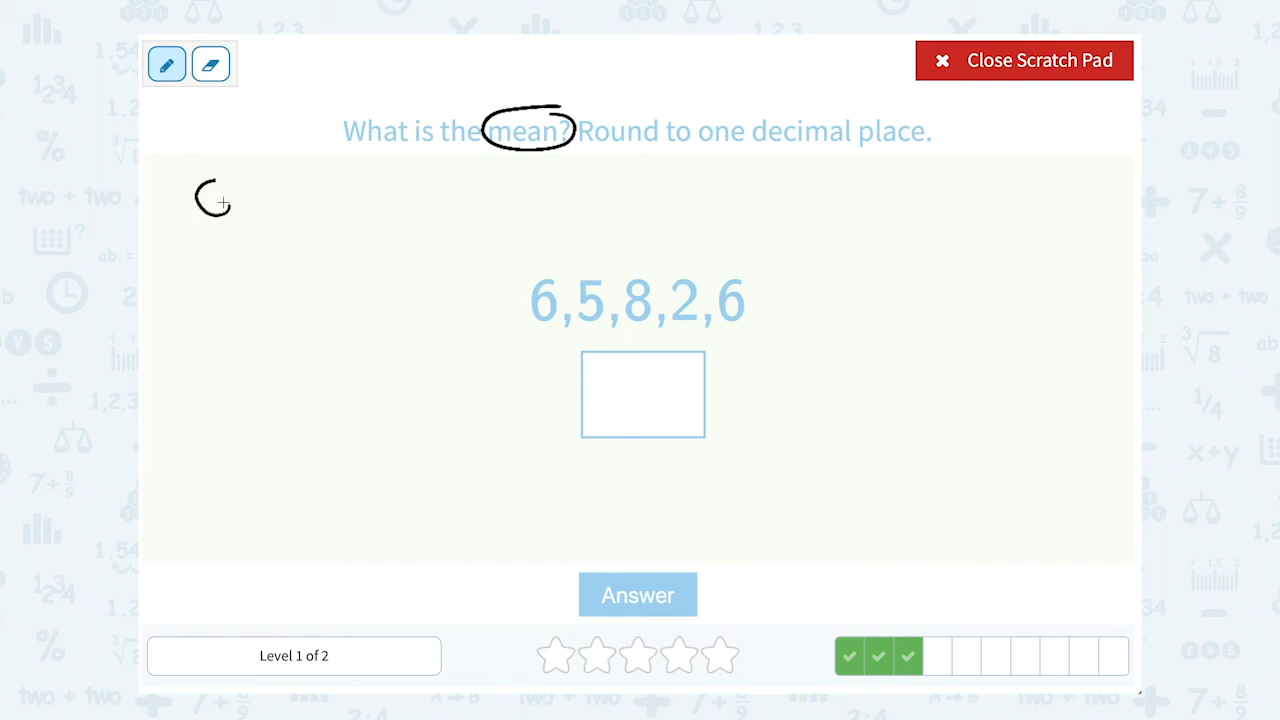 Close Scratch Pad
What is the mean? Round to one decimal place.
6,5,8,2,6
Answer
Level 1 of 2